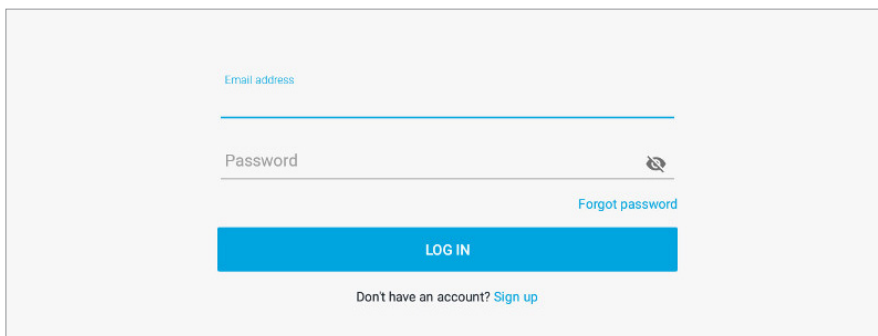 Email address
Password
Forgot password
LOG IN
Don't have an account? Sign up